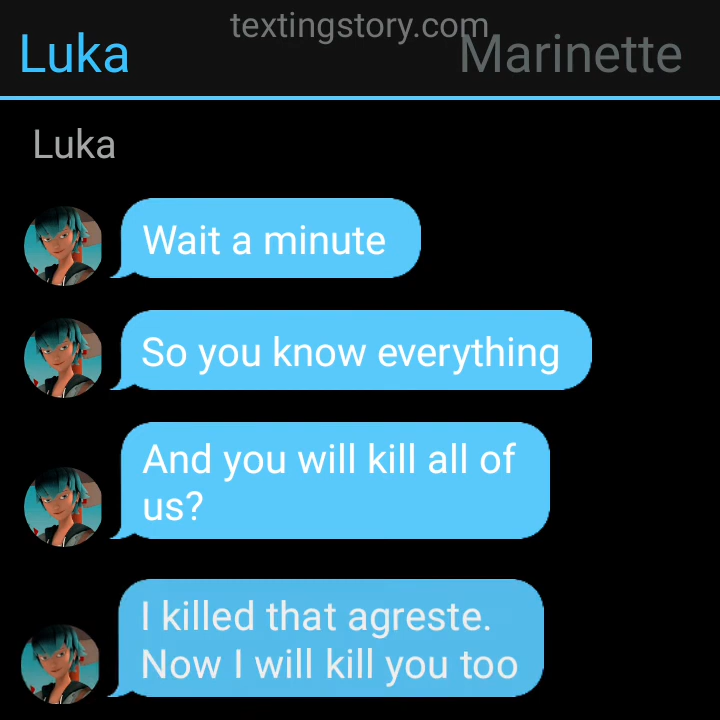 textingstory.com
Luka
Marinette
Luka
Wait a minute
So you know everything
And you will kill all of
us?
I killed that agreste.
Now I will kill you too